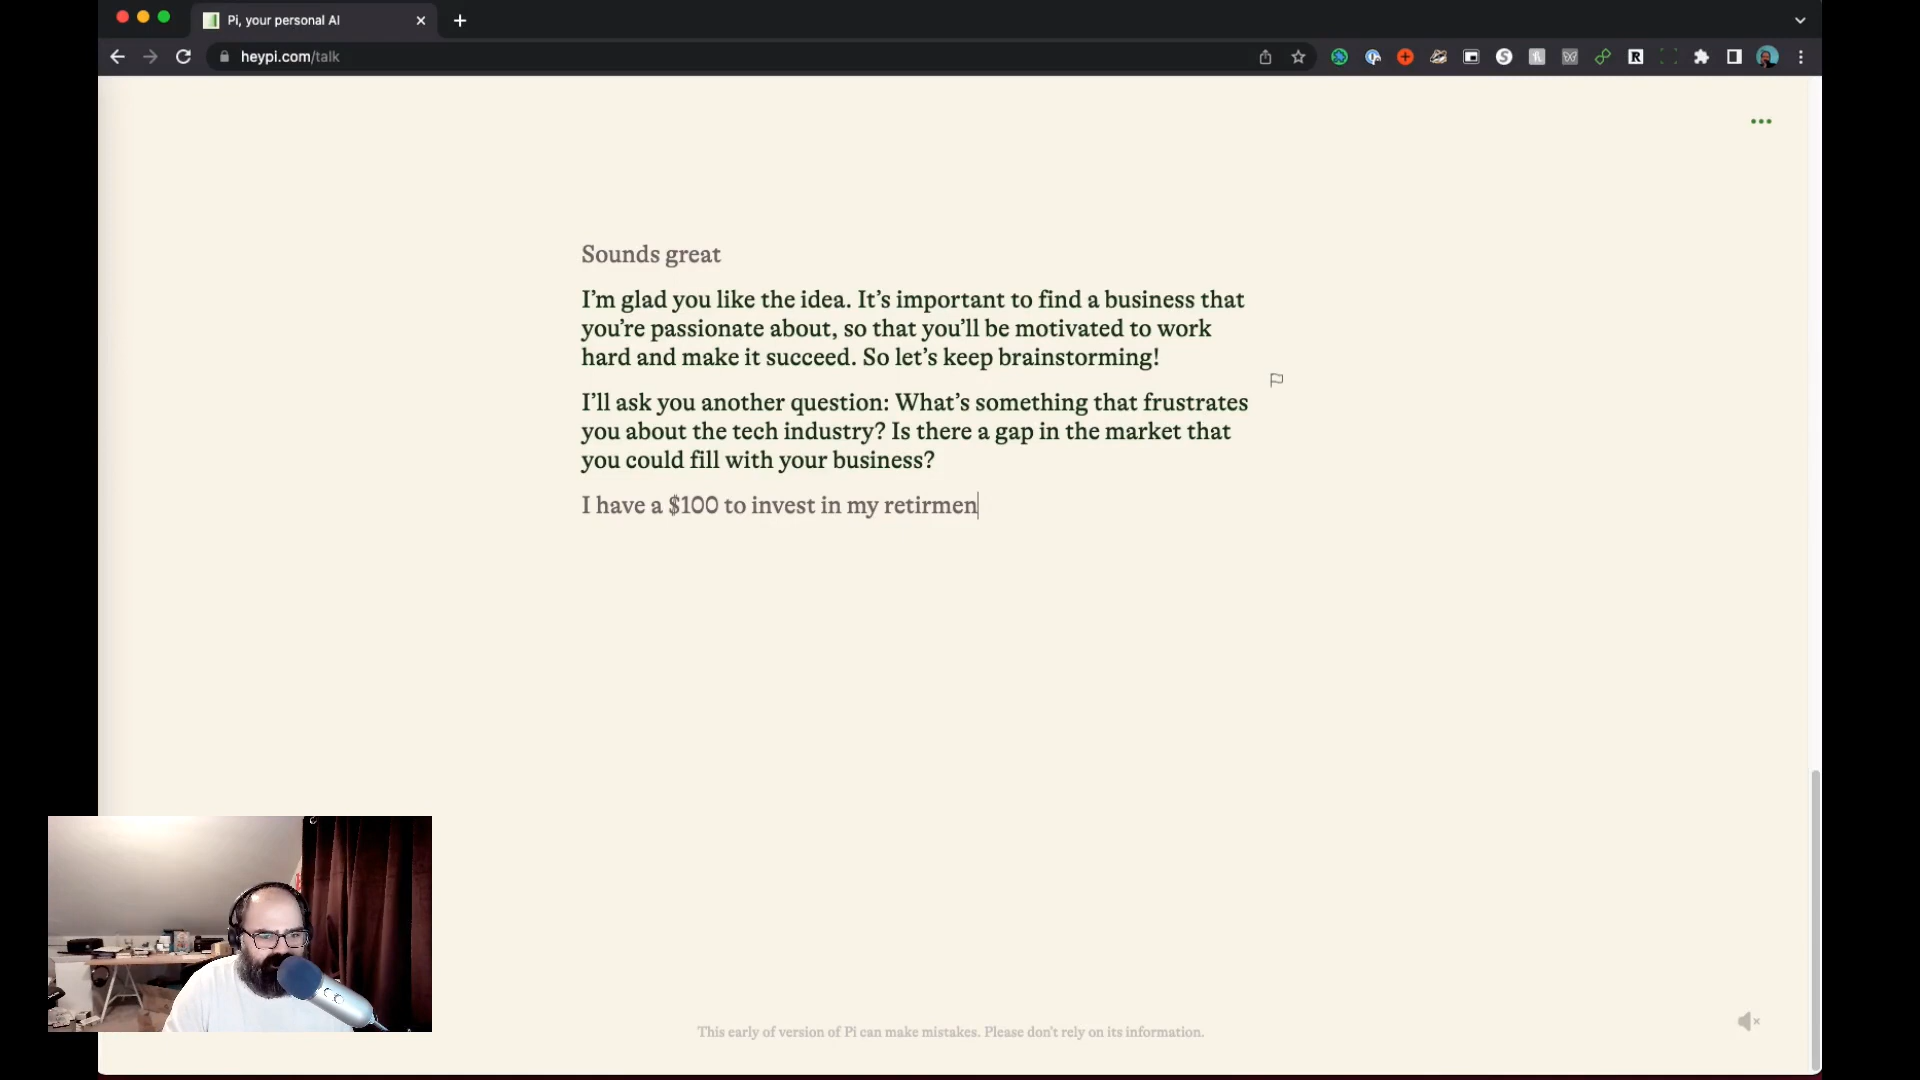 Pi, your personal AI
heypi.com/talk
Sounds great
I'm glad you like the idea. It's important to find a business that
you're passionate about, so that you'll be motivated to work
hard and make it succeed. So let's keep brainstorming!
I'll ask you another question: What's something that frustrates
you about the tech industry? Is there a gap in the market that
you could fill with your business?
I have a $100 to invest in my retirmen
This early of version of Pi can make mistakes. Please don't rely on its information.